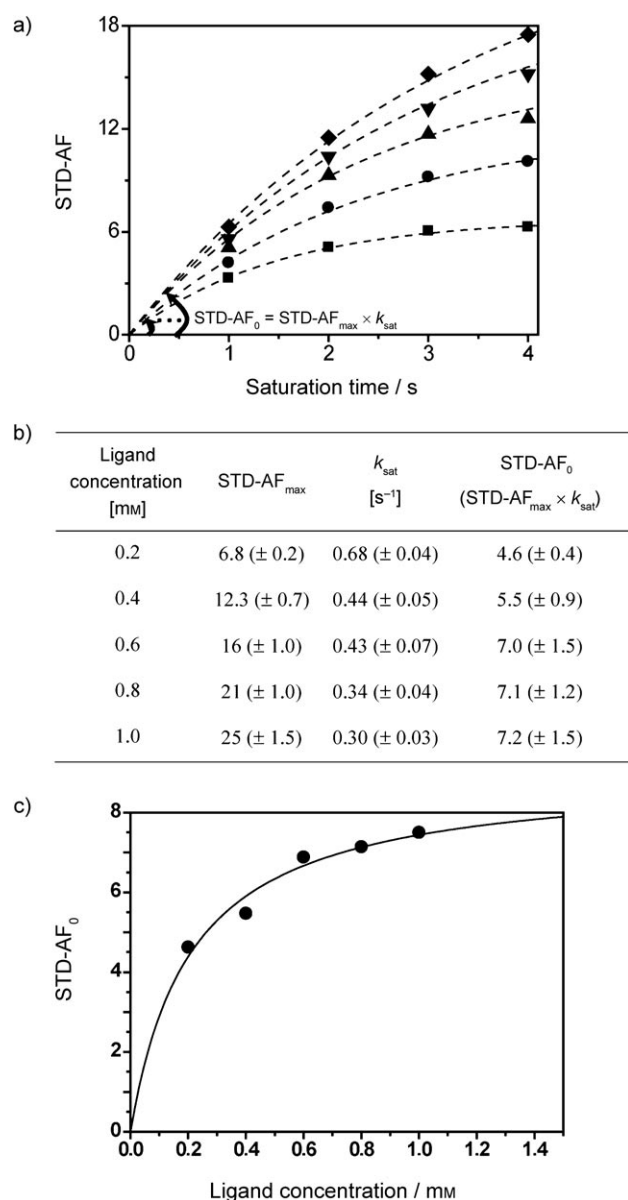 a)
18
12
6
0
STD-AF
STD-AF₀ = STD-AFmax × ksat
0 1 2 3 4
Saturation time / s
b)
Ligand concentration [mM] STD-AFmax ksat [s⁻¹] STD-AF₀ (STD-AFmax × ksat)
0.2 6.8 (± 0.2) 0.68 (± 0.04) 4.6 (± 0.4)
0.4 12.3 (± 0.7) 0.44 (± 0.05) 5.5 (± 0.9)
0.6 16 (± 1.0) 0.43 (± 0.07) 7.0 (± 1.5)
0.8 21 (± 1.0) 0.34 (± 0.04) 7.1 (± 1.2)
1.0 25 (± 1.5) 0.30 (± 0.03) 7.2 (± 1.5)
c)
8
6
4
2
0
STD-AF₀
0.0 0.2 0.4 0.6 0.8 1.0 1.2 1.4
Ligand concentration / mM